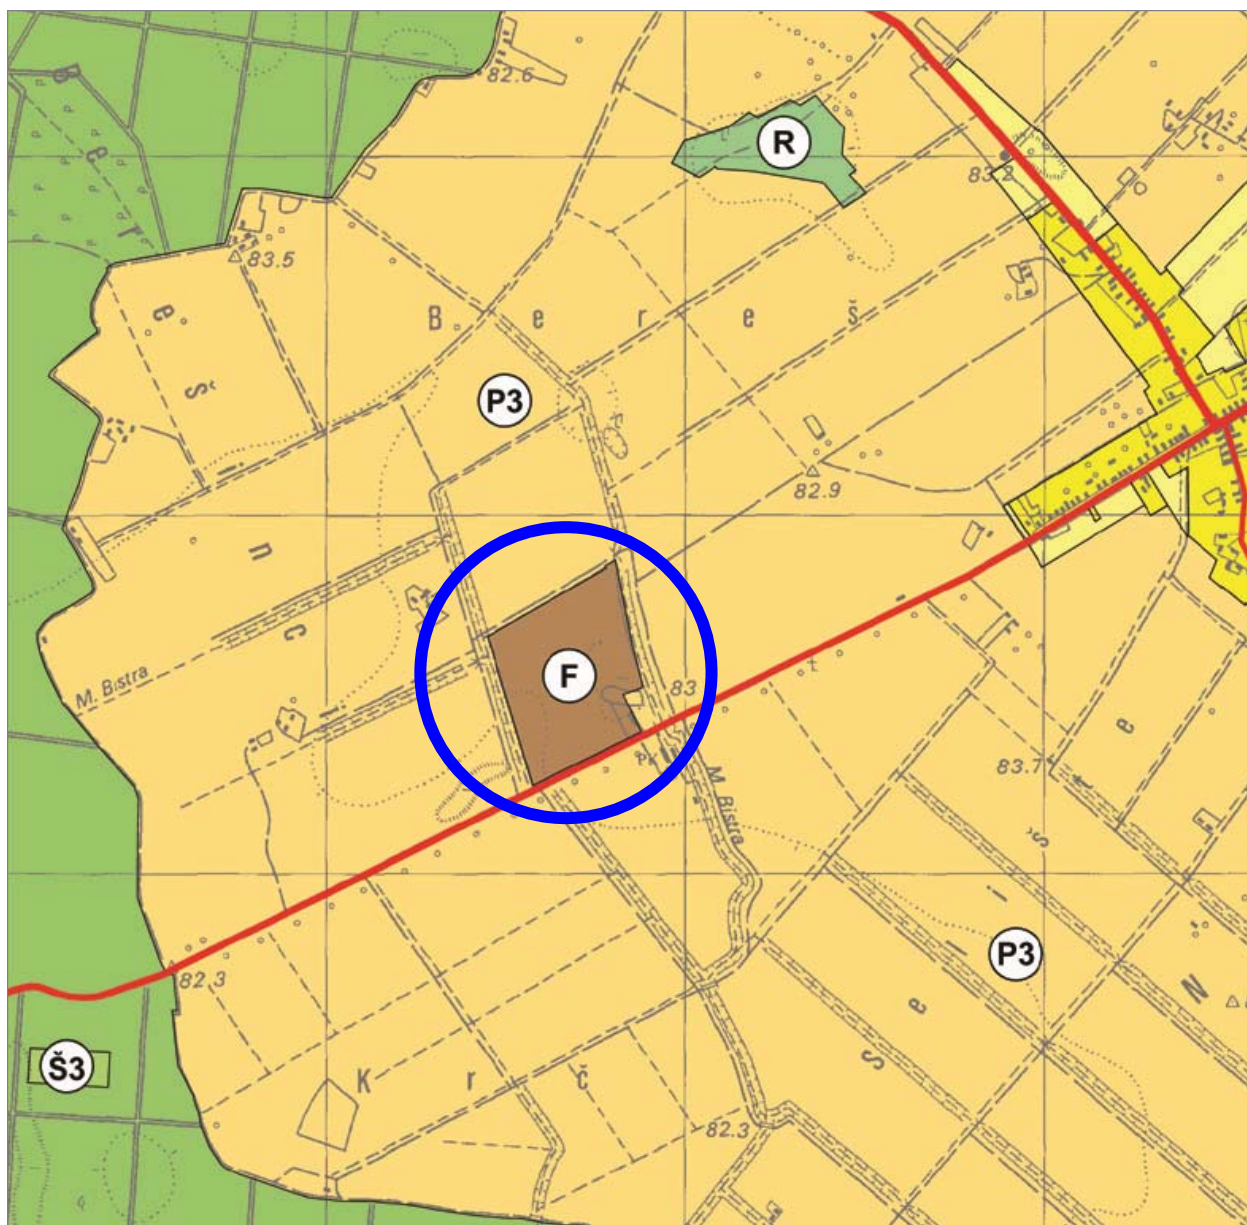 82.6
R
83.2
83.5
B e r e š
P3
82.9
M. Bistra
F
83
83.7
M. Bistra
P3
82.3
Š3
K r č
82.3